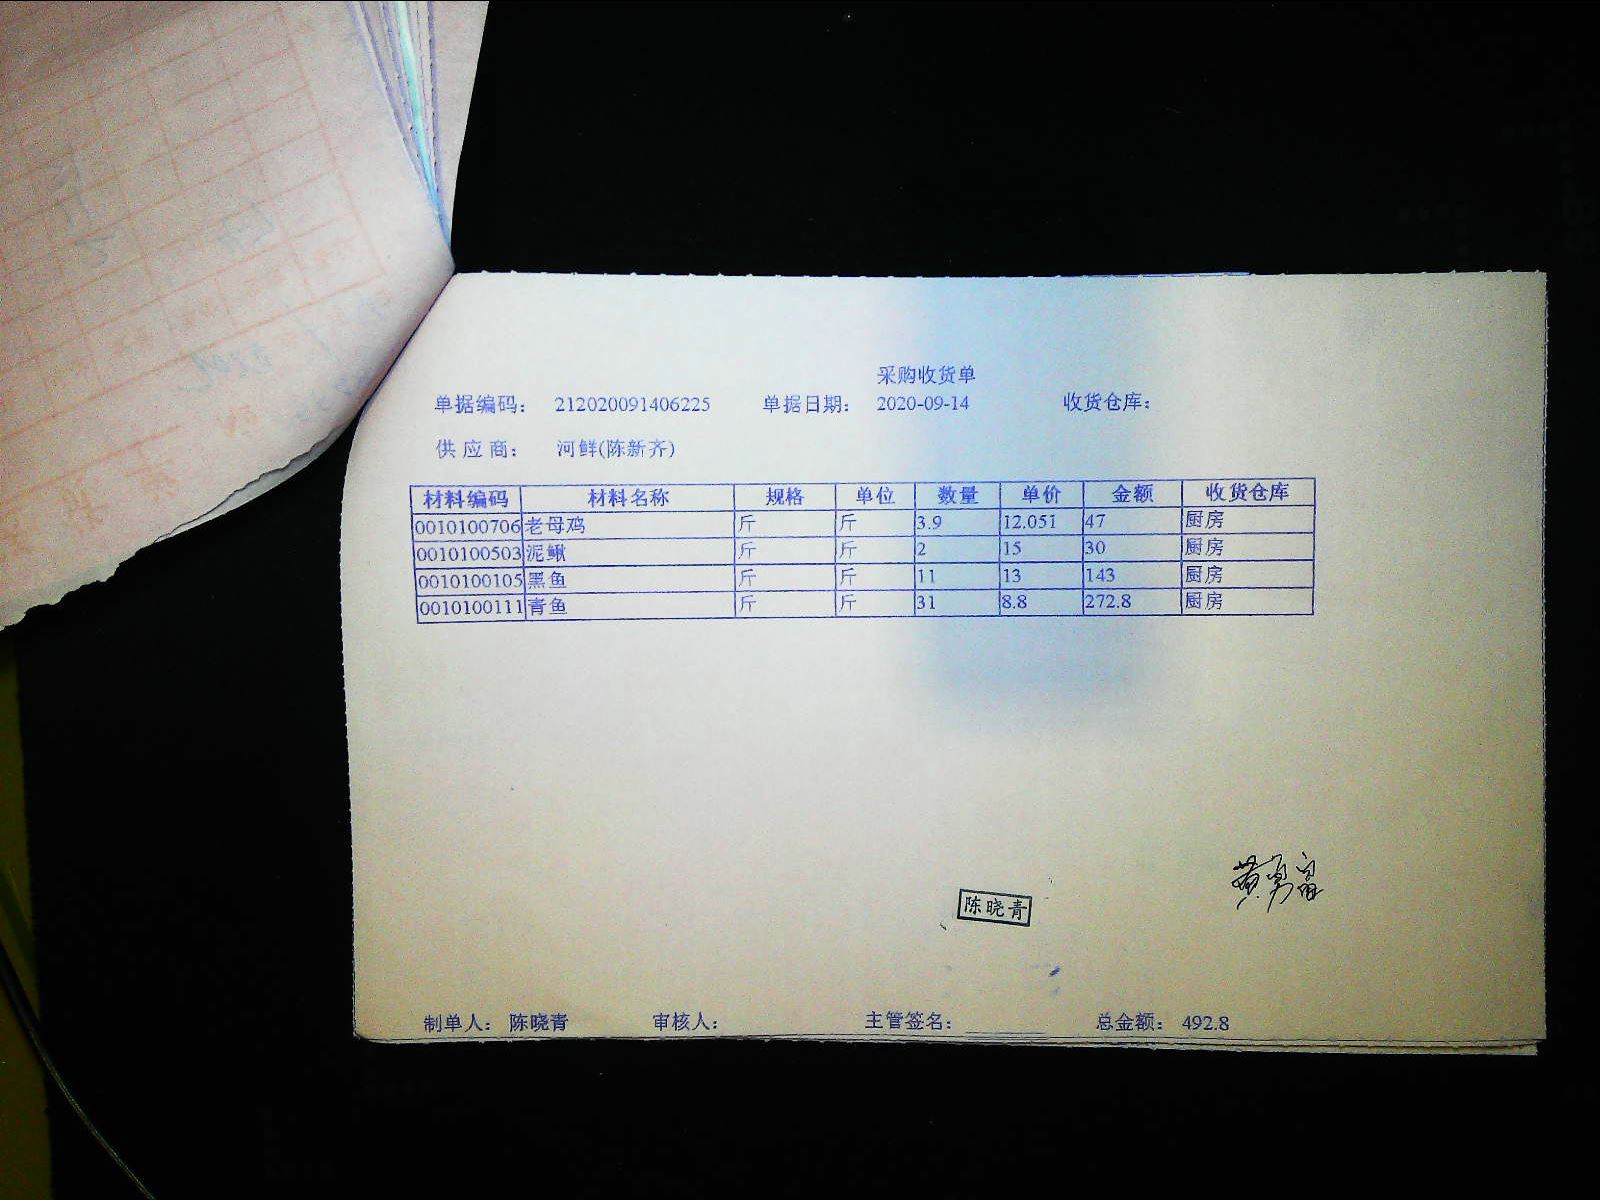 采购收货单
单据编码： 212020091406225 单据日期： 2020-09-14 收货仓库：
供 应 商： 河鲜(陈新齐)
材料编码 材料名称 规格 单位 数量 单价 金额 收货仓库
0010100706 老母鸡 斤 斤 3.9 12.051 47 厨房
0010100503 泥鳅 斤 斤 2 15 30 厨房
0010100105 黑鱼 斤 斤 11 13 143 厨房
0010100111 青鱼 斤 斤 31 8.8 272.8 厨房
黄勇富
陈晓青
制单人： 陈晓青 审核人： 主管签名： 总金额： 492.8